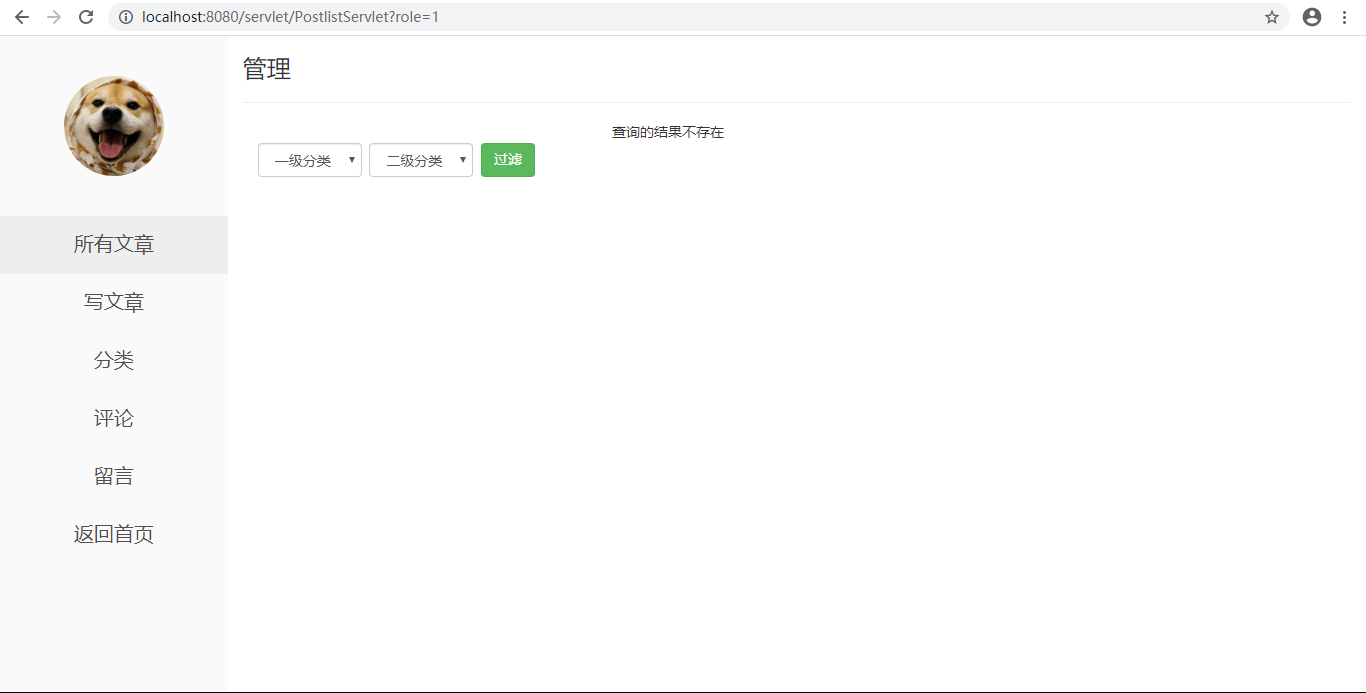 localhost:8080/servlet/PostlistServlet?role=1
管理
查询的结果不存在
一级分类 二级分类 过滤
所有文章
写文章
分类
评论
留言
返回首页